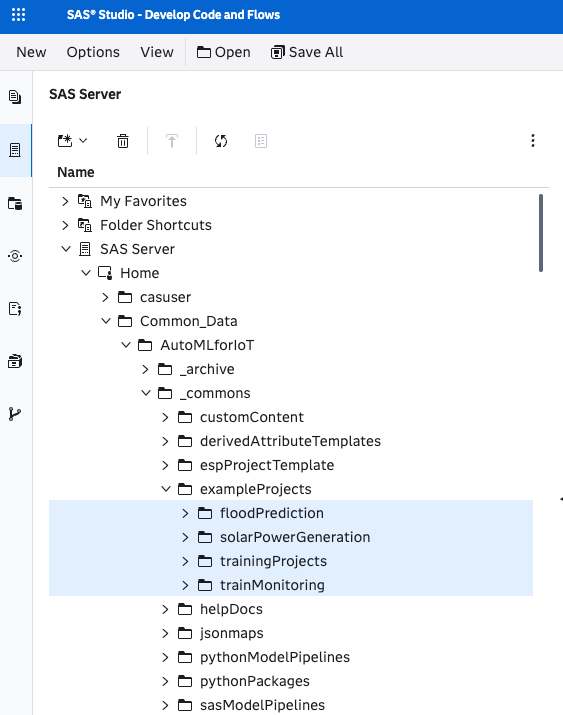 SAS® Studio - Develop Code and Flows
New Options View Open Save All
SAS Server
Name
My Favorites
Folder Shortcuts
SAS Server
Home
casuser
Common_Data
AutoMLforIoT
_archive
_commons
customContent
derivedAttributeTemplates
espProjectTemplate
exampleProjects
floodPrediction
solarPowerGeneration
trainingProjects
trainMonitoring
helpDocs
jsonmaps
pythonModelPipelines
pythonPackages
sasModelPipelines